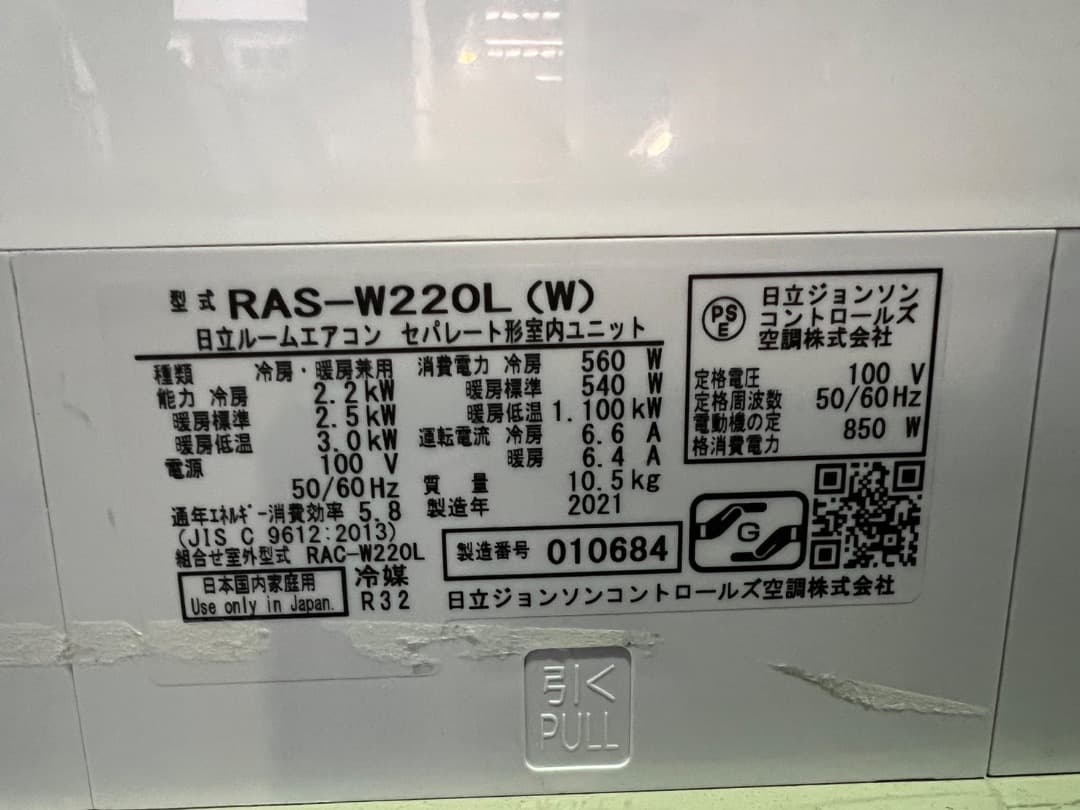 型式 RAS-W220L (W)
日立ルームエアコン セパレート形室内ユニット
種類 冷房・暖房兼用
能力 冷房 2.2kW
暖房標準 2.5kW
暖房低温 3.0kW
電源 100 V
50/60Hz
通年エネルギー消費効率 5.8
(JIS C 9612:2013)
組合せ室外型式 RAC-W220L
日本国内家庭用
Use only in Japan.
冷媒
R32
消費電力 冷房 560 W
暖房標準 540 W
暖房低温 1.100kW
運転電流 冷房 6.6 A
暖房 6.4 A
質量 10.5kg
製造年 2021
製造番号 010684
日立ジョンソンコントロールズ空調株式会社
PS
E
日立ジョンソン
コントロールズ
空調株式会社
定格電圧 100 V
定格周波数 50/60Hz
電動機の定
格消費電力 850 W
G
引く
PULL